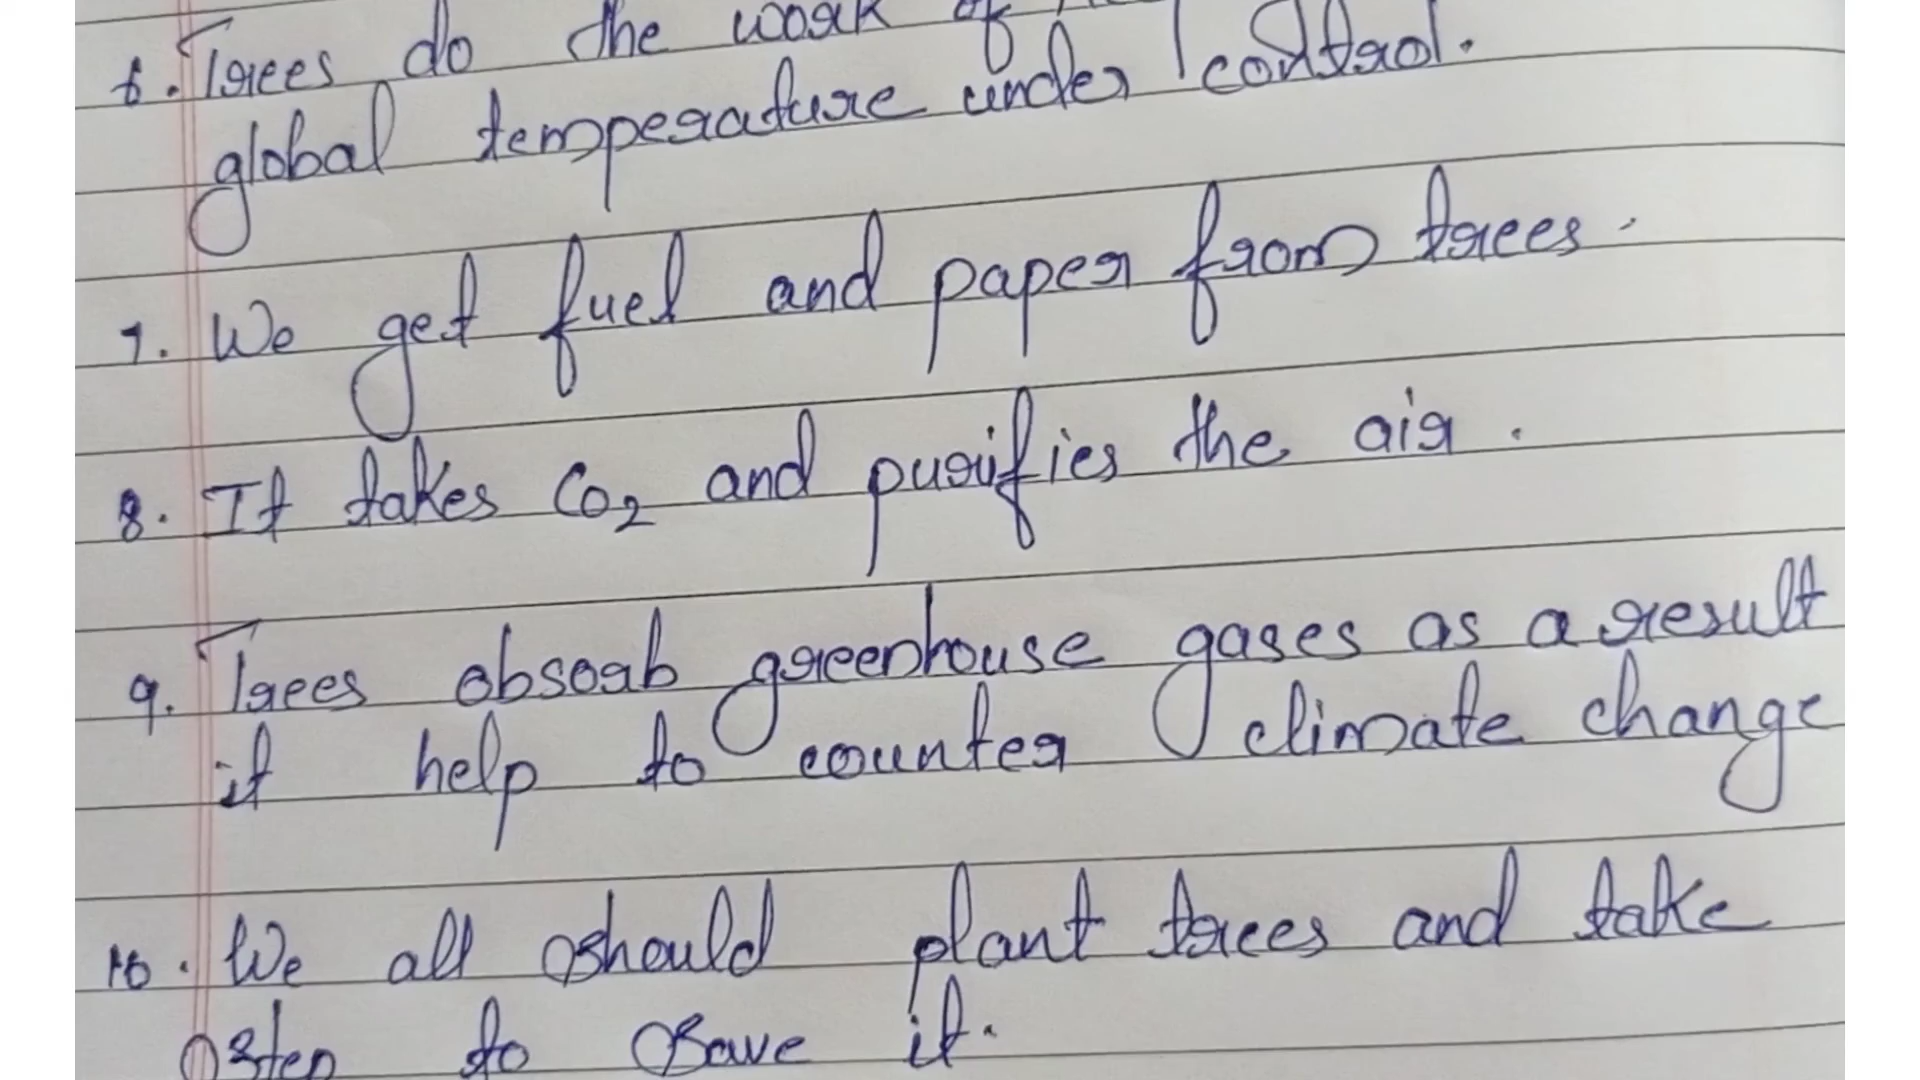 6. Trees do the work of
global temperature under control.
7. We get fuel and paper from trees.
8. It takes CO2 and purifies the air.
9. Trees obsorb greenhouse gases as a result
it help to counter climate change
10. We all should plant trees and take
step to save it.